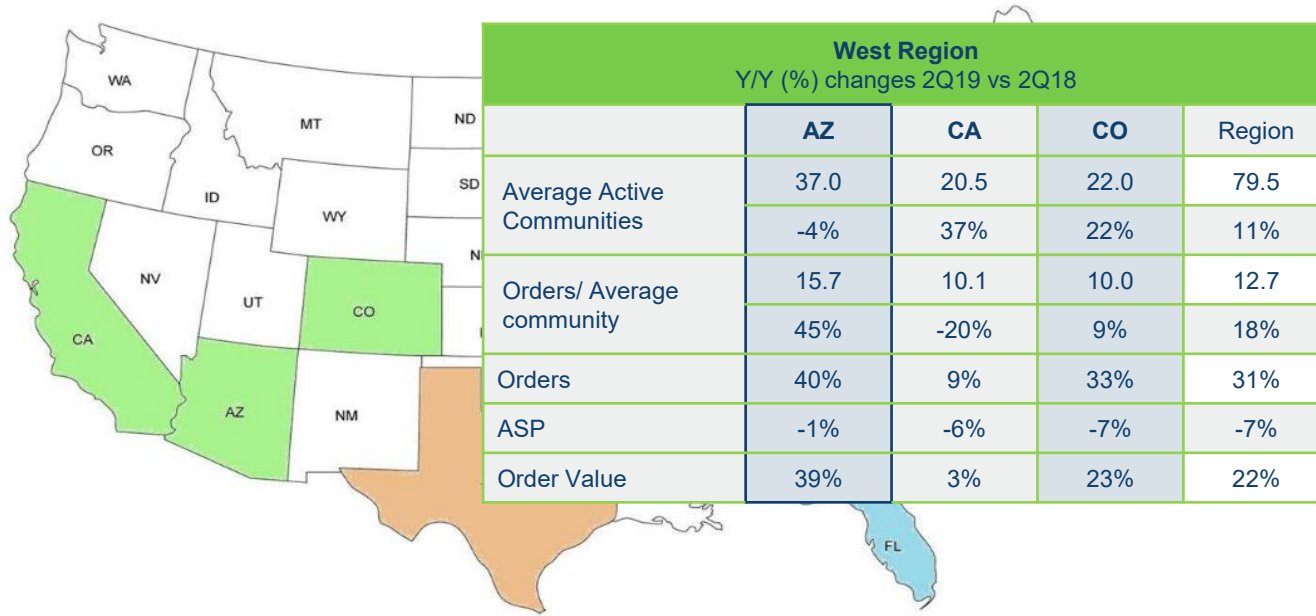 West Region
Y/Y (%) changes 2Q19 vs 2Q18
AZ CA CO Region
Average Active Communities 37.0 20.5 22.0 79.5
-4% 37% 22% 11%
Orders/ Average community 15.7 10.1 10.0 12.7
45% -20% 9% 18%
Orders 40% 9% 33% 31%
ASP -1% -6% -7% -7%
Order Value 39% 3% 23% 22%
WA
MT
ND
OR
ID
SD
WY
NV
UT
CO
CA
AZ
NM
FL